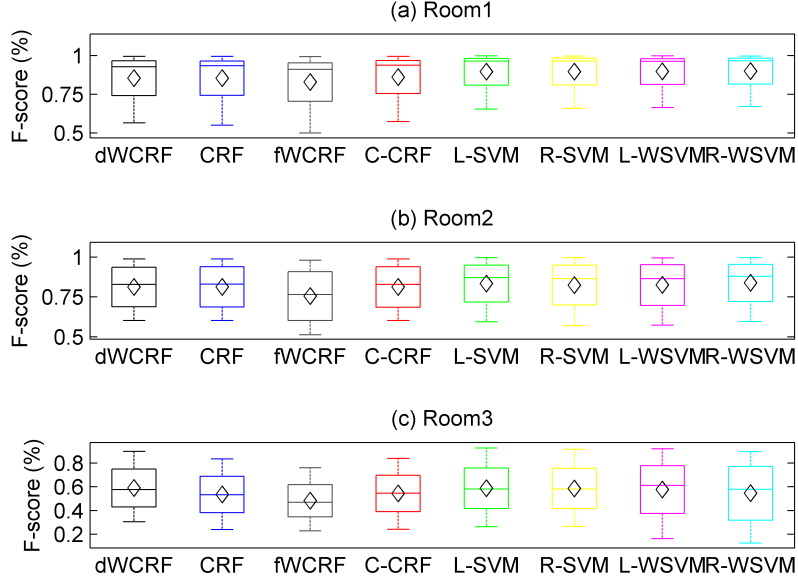 (a) Room1
F-score (%)
1
0.75
0.5
dWCRF CRF fWCRF C-CRF L-SVM R-SVM L-WSVM R-WSVM
(b) Room2
F-score (%)
1
0.75
0.5
dWCRF CRF fWCRF C-CRF L-SVM R-SVM L-WSVM R-WSVM
(c) Room3
F-score (%)
0.8
0.6
0.4
0.2
dWCRF CRF fWCRF C-CRF L-SVM R-SVM L-WSVM R-WSVM